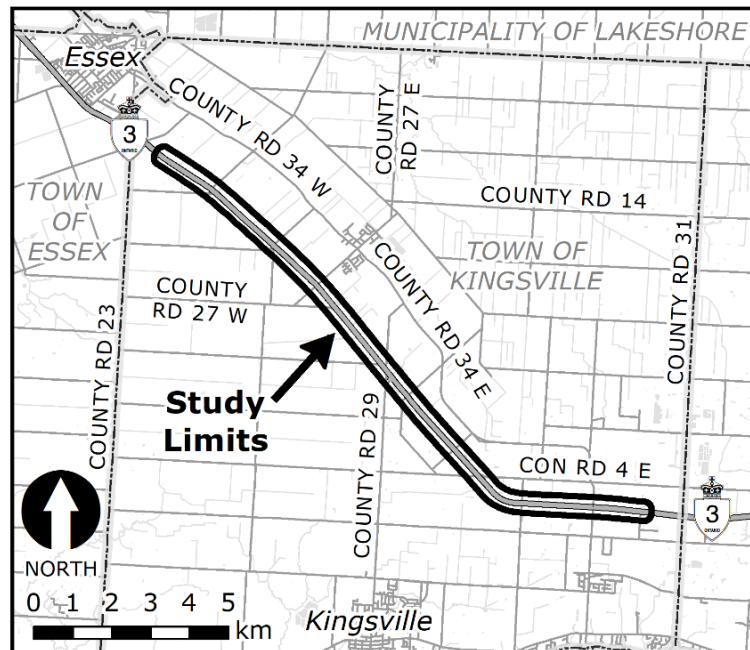 MUNICIPALITY OF LAKESHORE
Essex
3
ONTARIO
COUNTY RD 34 W
COUNTY
RD 27 E
COUNTY RD 14
TOWN
OF
ESSEX
TOWN OF
KINGSVILLE
COUNTY RD 31
COUNTY
RD 27 W
COUNTY RD 34 E
COUNTY RD 23
Study
Limits
COUNTY RD 29
CON RD 4 E
3
ONTARIO
NORTH
0 1 2 3 4 5
km
Kingsville